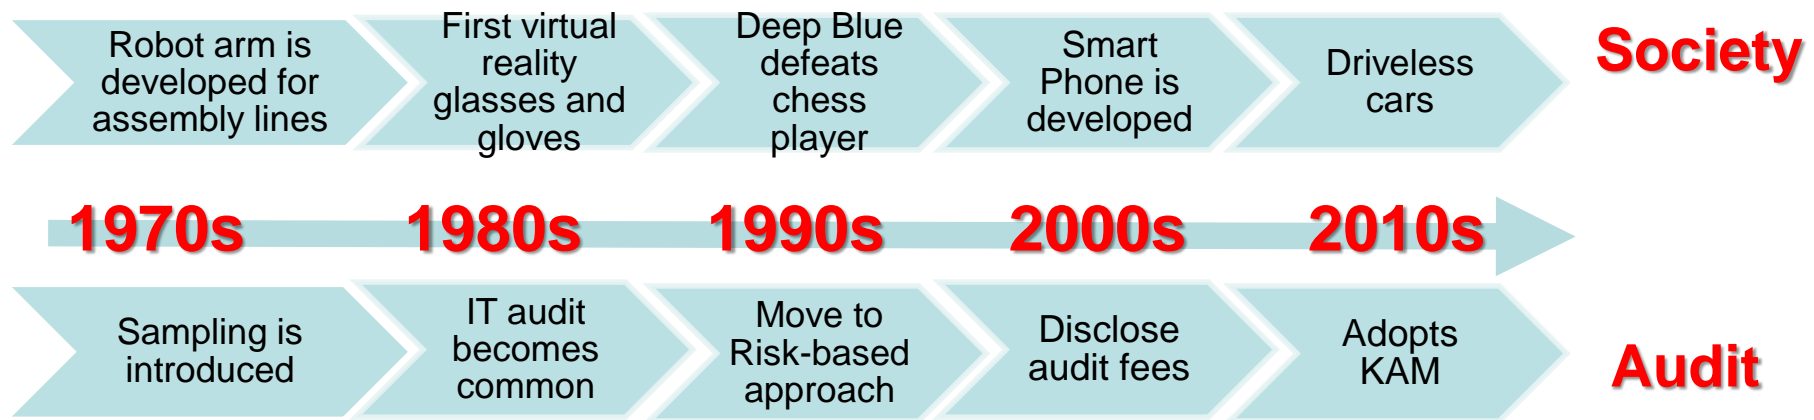 Robot arm is
developed for
assembly lines
First virtual
reality
glasses and
gloves
Deep Blue
defeats
chess
player
Smart
Phone is
developed
Driveless
cars
Society
1970s
1980s
1990s
2000s
2010s
Sampling is
introduced
IT audit
becomes
common
Move to
Risk-based
approach
Disclose
audit fees
Adopts
KAM
Audit